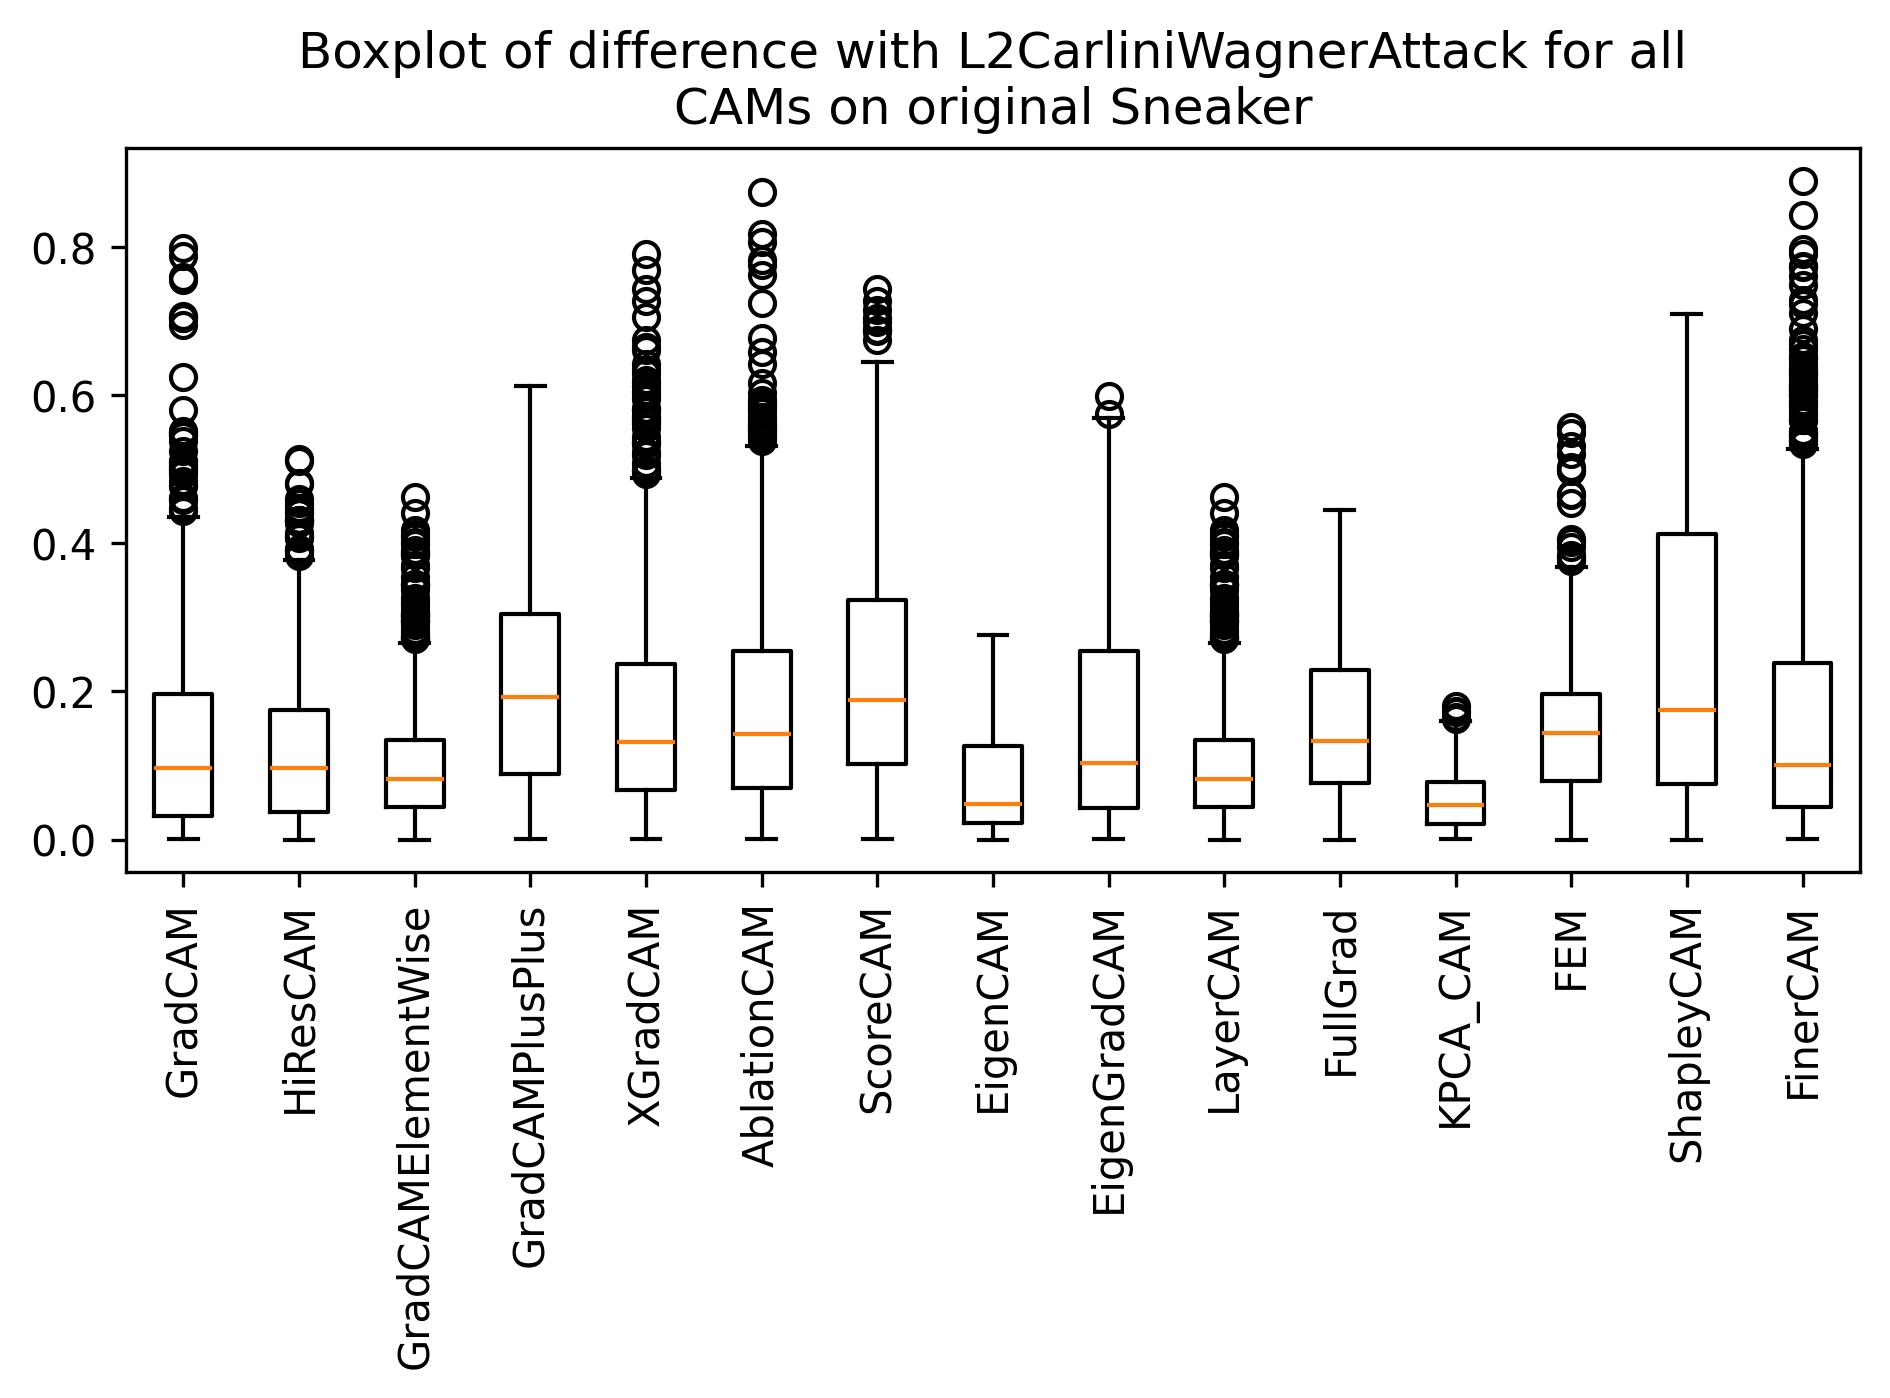 Boxplot of difference with L2CarliniWagnerAttack for all
CAMs on original Sneaker
0.8
0.6
0.4
0.2
0.0
GradCAM
HiResCAM
GradCAMElementWise
GradCAMPlusPlus
XGradCAM
AblationCAM
ScoreCAM
EigenCAM
EigenGradCAM
LayerCAM
FullGrad
KPCA_CAM
FEM
ShapleyCAM
FinerCAM